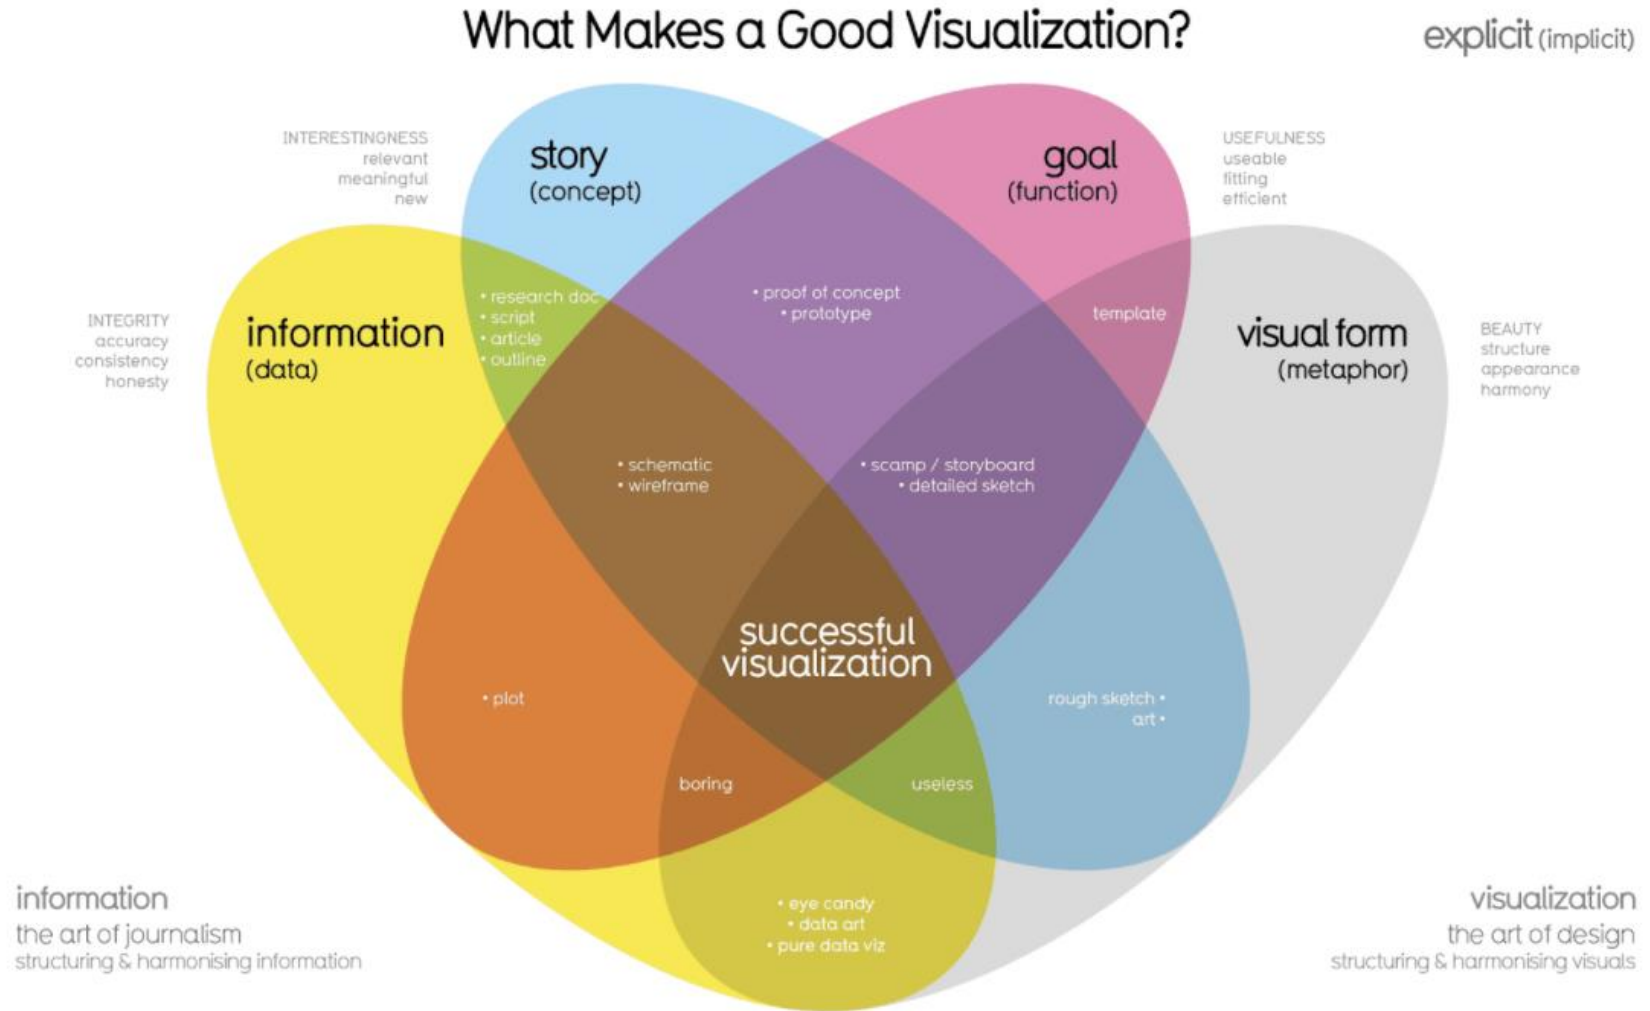 What Makes a Good Visualization?
explicit (implicit)
INTERESTINGNESS
relevant
meaningful
new
story
(concept)
goal
(function)
USEFULNESS
useable
fitting
efficient
INTEGRITY
accuracy
consistency
honesty
information
(data)
• research doc
• script
• article
• outline
• proof of concept
• prototype
template
visual form
(metaphor)
BEAUTY
structure
appearance
harmony
• schematic
• wireframe
• scamp / storyboard
• detailed sketch
successful
visualization
• plot
rough sketch •
art •
boring
useless
• eye candy
• data art
• pure data viz
information
the art of journalism
structuring & harmonising information
visualization
the art of design
structuring & harmonising visuals